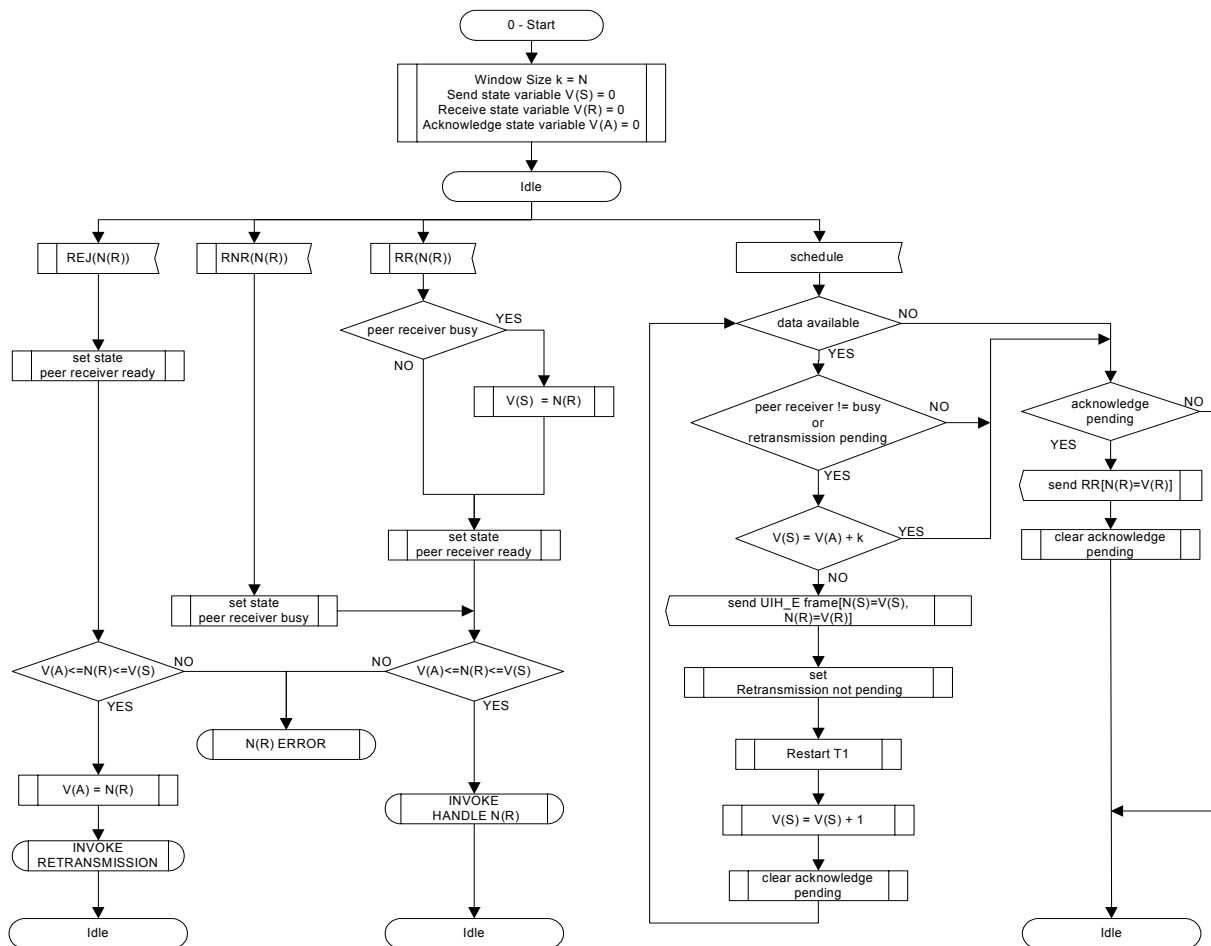 0 - Start
Window Size k = N
Send state variable V(S) = 0
Receive state variable V(R) = 0
Acknowledge state variable V(A) = 0
Idle
REJ(N(R))
RNR(N(R))
RR(N(R))
schedule
peer receiver busy
YES
NO
data available
NO
YES
set state
peer receiver ready
V(S) = N(R)
peer receiver != busy
or
retransmission pending
NO
YES
acknowledge
pending
NO
YES
send RR[N(R)=V(R)]
set state
peer receiver ready
V(S) = V(A) + k
YES
NO
clear acknowledge
pending
set state
peer receiver busy
send UIH_E frame[N(S)=V(S),
N(R)=V(R)]
V(A)<=N(R)<=V(S)
NO
YES
NO
V(A)<=N(R)<=V(S)
YES
set
Retransmission not pending
N(R) ERROR
Restart T1
V(A) = N(R)
INVOKE
HANDLE N(R)
V(S) = V(S) + 1
INVOKE
RETRANSMISSION
clear acknowledge
pending
Idle
Idle
Idle